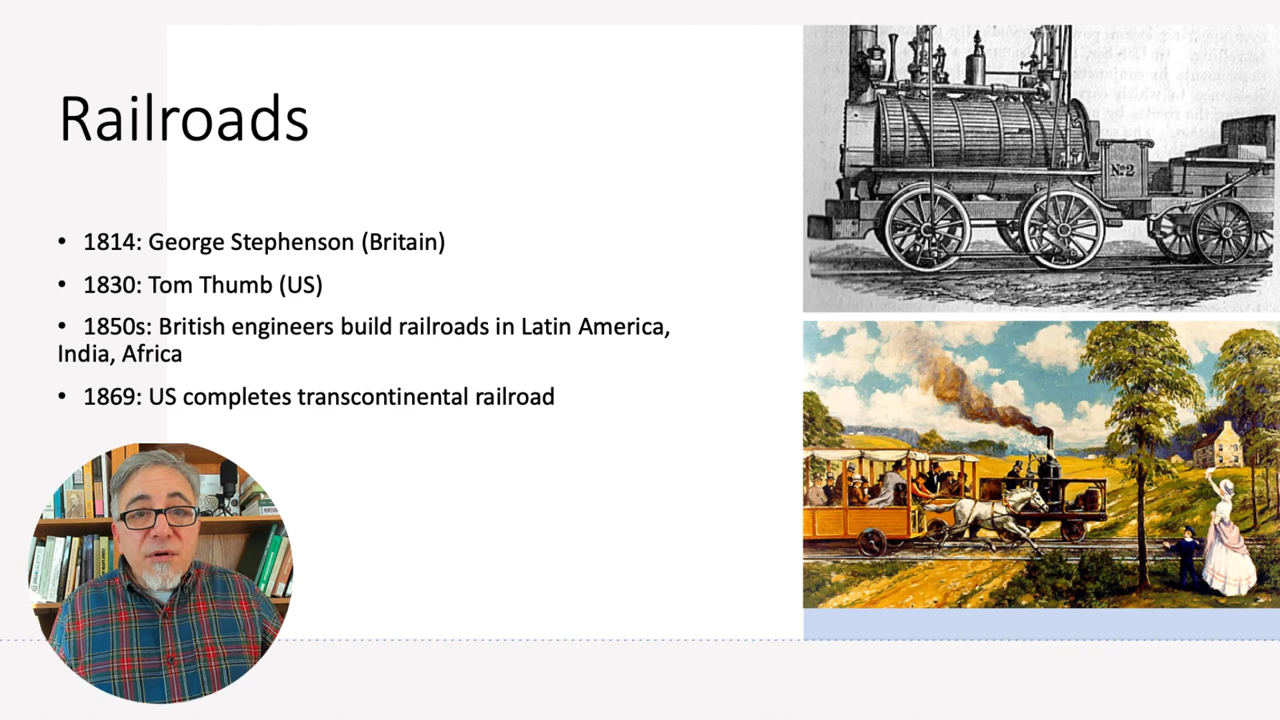 Railroads
• 1814: George Stephenson (Britain)
• 1830: Tom Thumb (US)
• 1850s: British engineers build railroads in Latin America,
India, Africa
• 1869: US completes transcontinental railroad
Nº2